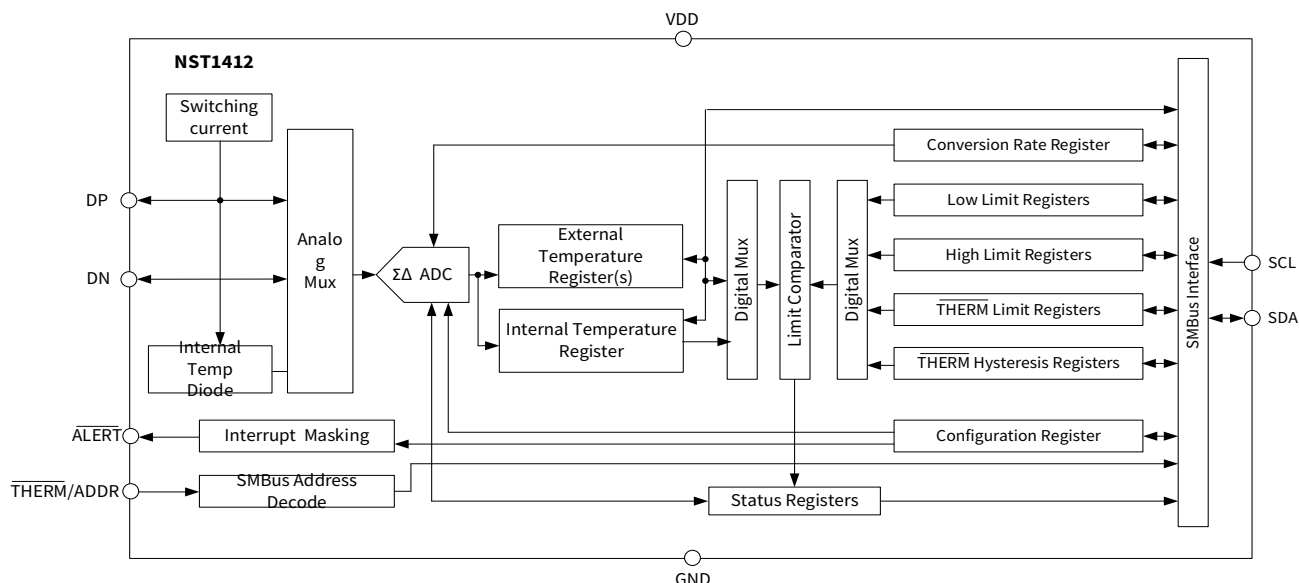 VDD
NST1412
Switching
current
Conversion Rate Register
DP
Low Limit Registers
Analo
g
Mux
External
Temperature
Register(s)
Digital Mux
Limit Comparator
Digital Mux
High Limit Registers
SMBus Interface
SCL
DN
ΣΔ ADC
THERM Limit Registers
SDA
Internal Temperature
Register
Internal
Temp
Diode
THERM Hysteresis Registers
ALERT
Interrupt Masking
Configuration Register
THERM/ADDR
SMBus Address
Decode
Status Registers
GND